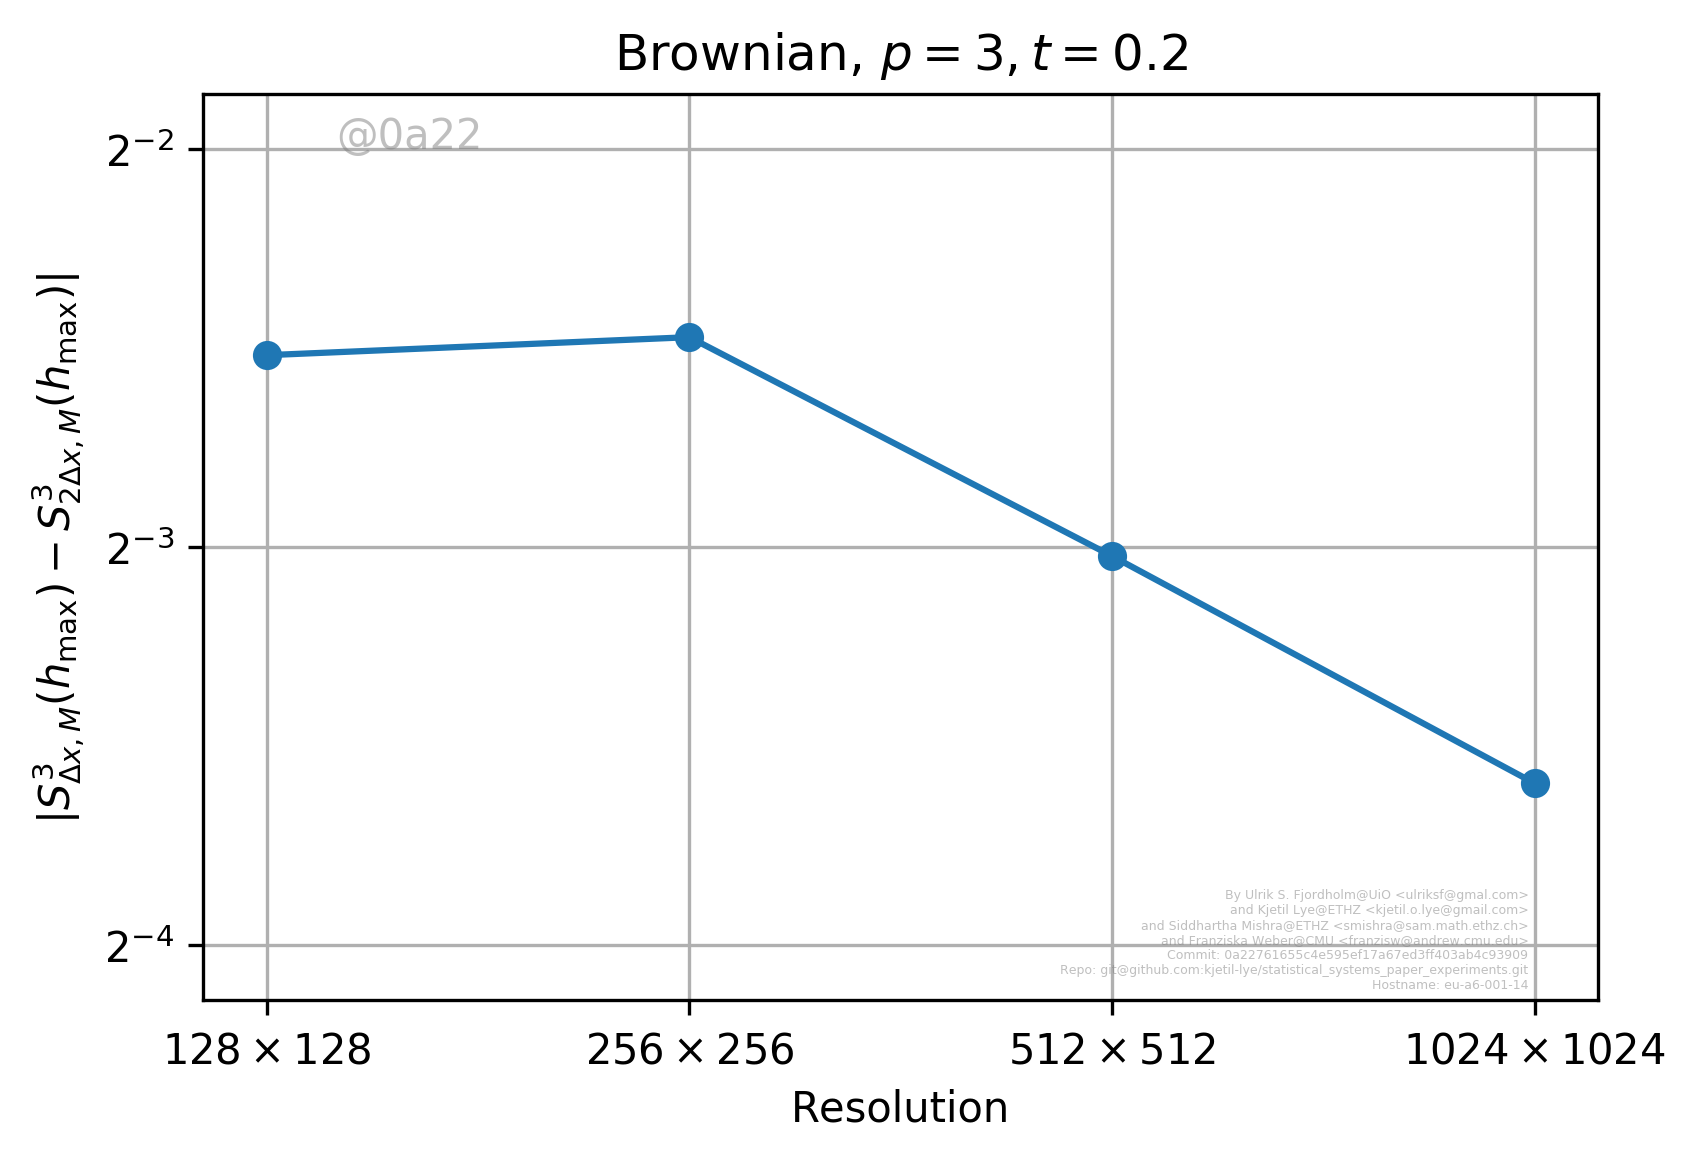 Brownian, p = 3, t = 0.2
@0a22
2⁻²
2⁻³
2⁻⁴
|S³_{Δx,M}(h_max) − S³_{2Δx,M}(h_max)|
By Ulrik S. Fjordholm@UiO <ulriksf@gmal.com>
and Kjetil Lye@ETHZ <kjetil.o.lye@gmail.com>
and Siddhartha Mishra@ETHZ <smishra@sam.math.ethz.ch>
and Franziska Weber@CMU <franzisw@andrew.cmu.edu>
Commit: 0a22761655c4e595ef17a67ed3ff403ab4c93909
Repo: git@github.com:kjetil-lye/statistical_systems_paper_experiments.git
Hostname: eu-a6-001-14
128 × 128
256 × 256
512 × 512
1024 × 1024
Resolution